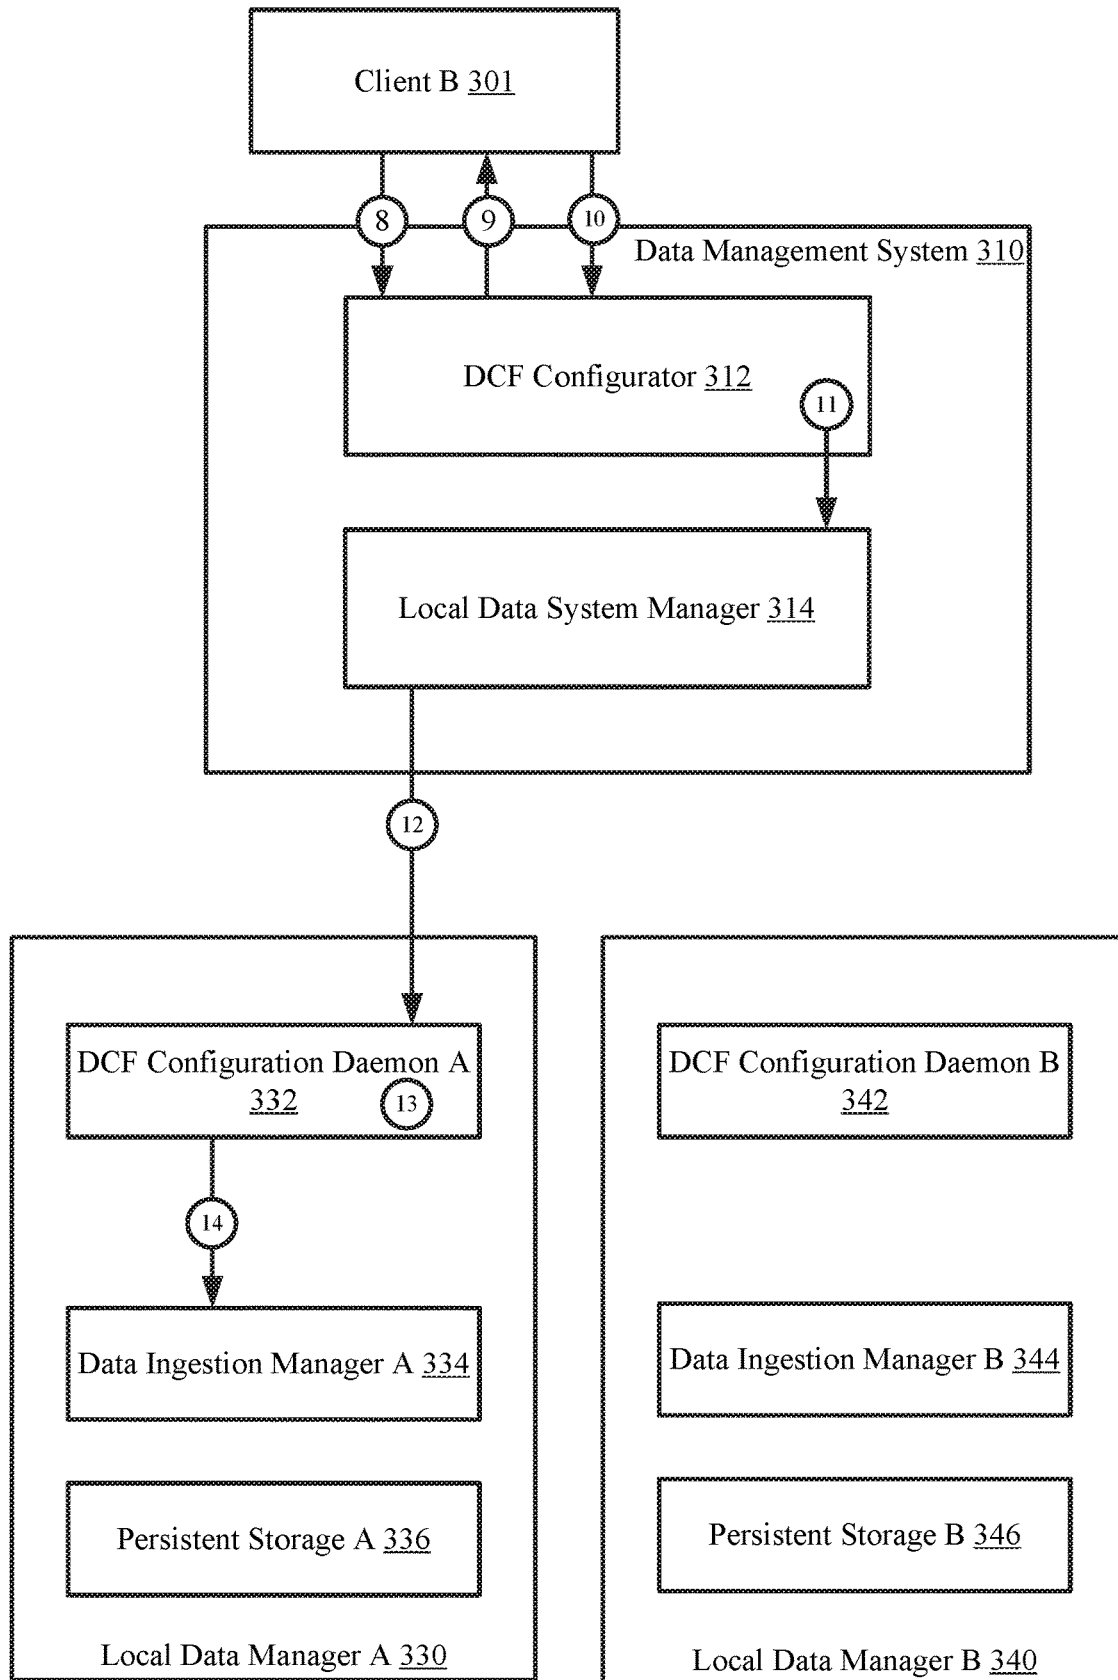 Client B 301
8
9
10
Data Management System 310
DCF Configurator 312
11
Local Data System Manager 314
12
DCF Configuration Daemon A
332
13
DCF Configuration Daemon B
342
14
Data Ingestion Manager A 334
Data Ingestion Manager B 344
Persistent Storage A 336
Persistent Storage B 346
Local Data Manager A 330
Local Data Manager B 340